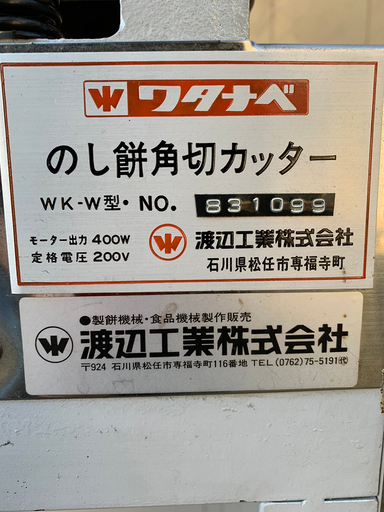 ワタナベ
のし餅角切カッター
WK-W型・NO. 831099
モーター出力 400W
定格電圧 200V
渡辺工業株式会社
石川県松任市専福寺町
●製餅機械・食品機械製作販売
渡辺工業株式会社
〒924 石川県松任市専福寺町116番地 TEL(0762)75-5191㈹